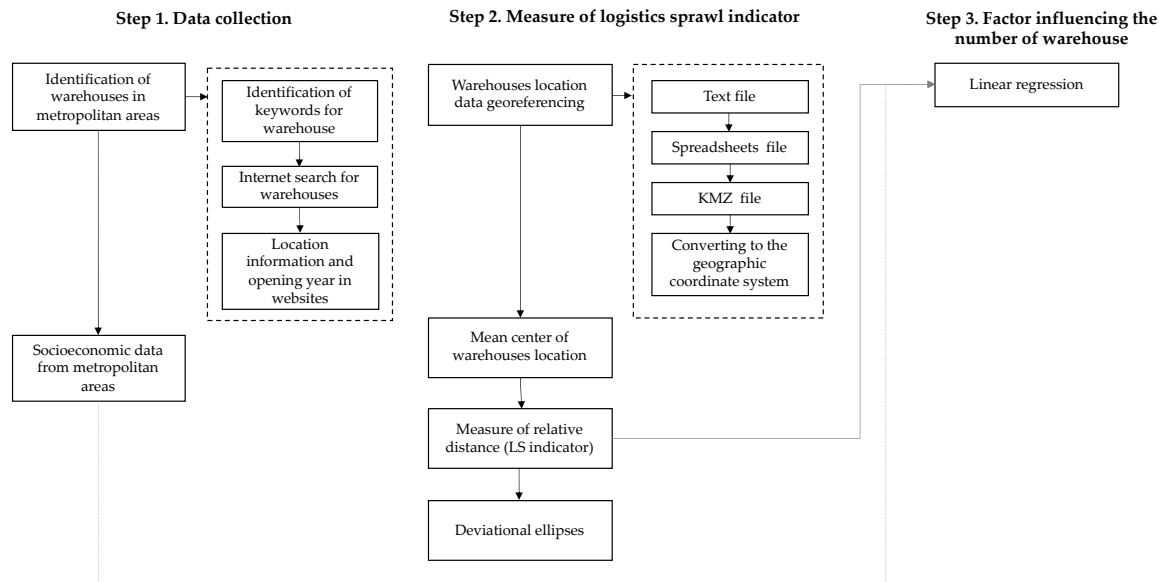 Step 1. Data collection
Identification of
warehouses in
metropolitan areas
Identification of
keywords for
warehouse
Internet search for
warehouses
Location
information and
opening year in
websites
Socioeconomic data
from metropolitan
areas
Step 2. Measure of logistics sprawl indicator
Warehouses location
data georeferencing
Text file
Spreadsheets file
KMZ file
Converting to the
geographic
coordinate system
Mean center of
warehouses location
Measure of relative
distance (LS indicator)
Deviational ellipses
Step 3. Factor influencing the
number of warehouse
Linear regression